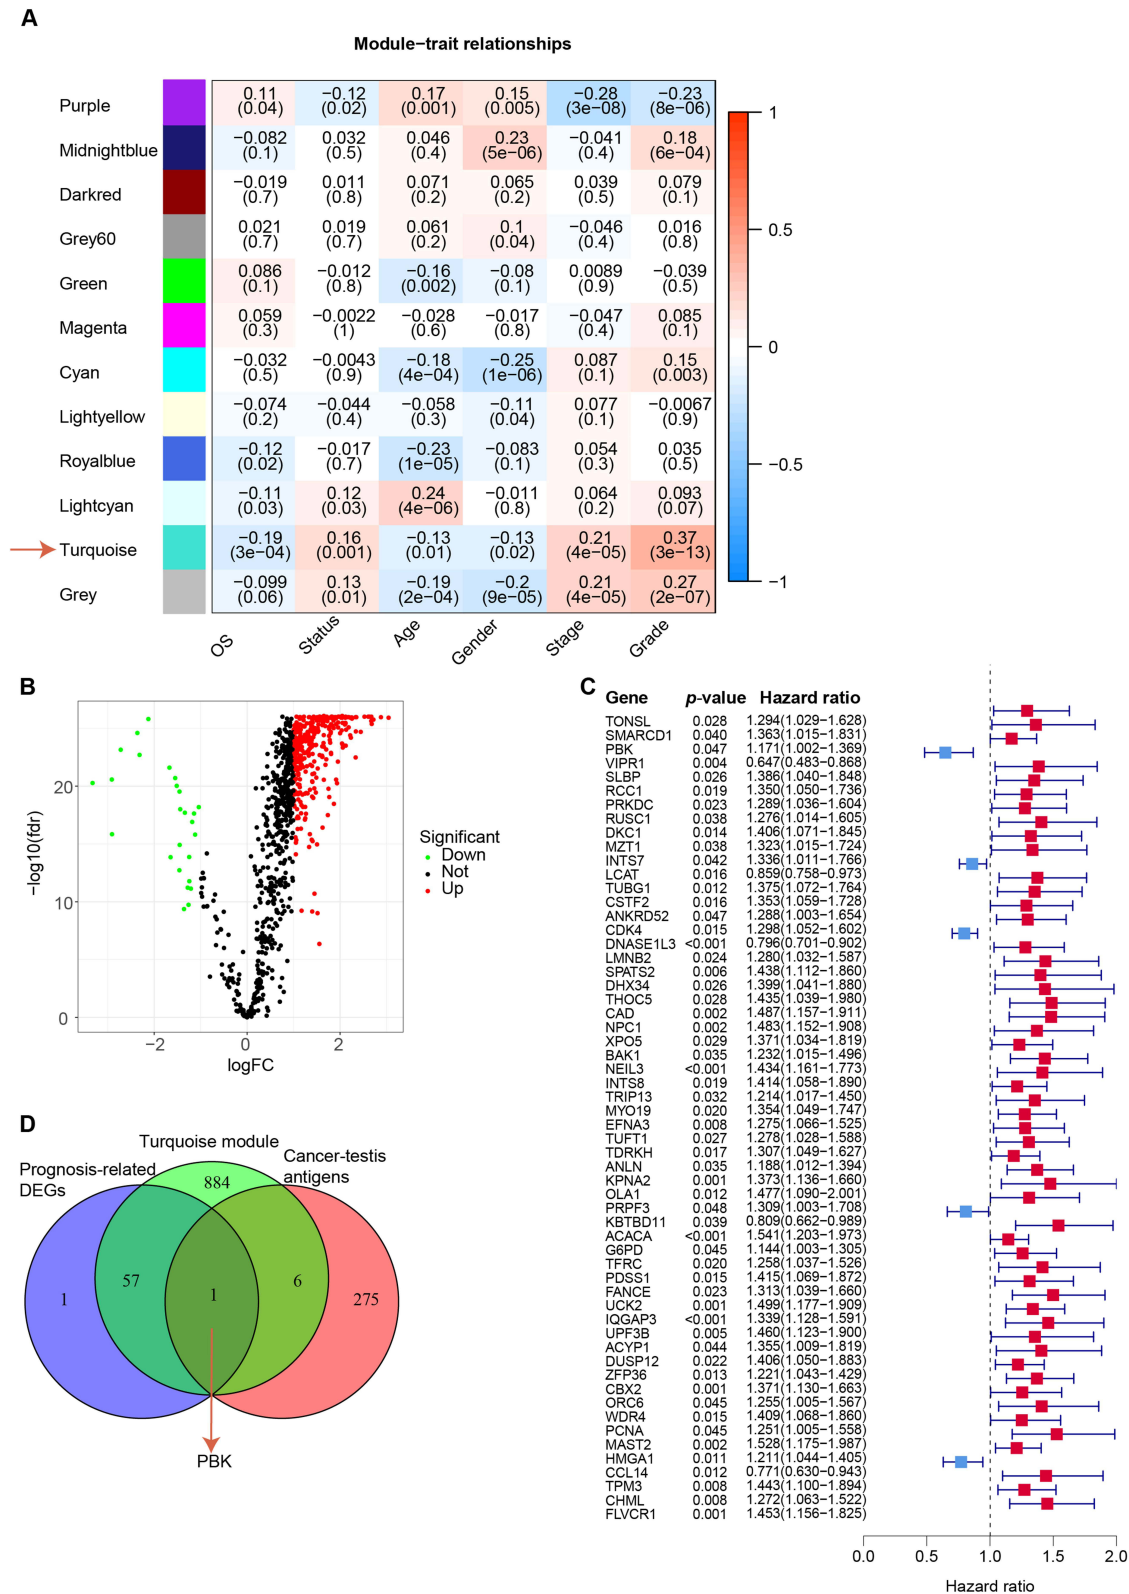 A
Module−trait relationships
Purple 0.11 (0.04) −0.12 (0.02) 0.17 (0.001) 0.15 (0.005) −0.28 (3e−08) −0.23 (8e−06)
Midnightblue −0.082 (0.1) 0.032 (0.5) 0.046 (0.4) 0.23 (5e−06) −0.041 (0.4) 0.18 (6e−04)
Darkred −0.019 (0.7) 0.011 (0.8) 0.071 (0.2) 0.065 (0.2) 0.039 (0.5) 0.079 (0.1)
Grey60 0.021 (0.7) 0.019 (0.7) 0.061 (0.2) 0.1 (0.04) −0.046 (0.4) 0.016 (0.8)
Green 0.086 (0.1) −0.012 (0.8) −0.16 (0.002) −0.08 (0.1) 0.0089 (0.9) −0.039 (0.5)
Magenta 0.059 (0.3) −0.0022 (1) −0.028 (0.6) −0.017 (0.8) −0.047 (0.4) 0.085 (0.1)
Cyan −0.032 (0.5) −0.0043 (0.9) −0.18 (4e−04) −0.25 (1e−06) 0.087 (0.1) 0.15 (0.003)
Lightyellow −0.074 (0.2) −0.044 (0.4) −0.058 (0.3) −0.11 (0.04) 0.077 (0.1) −0.0067 (0.9)
Royalblue −0.12 (0.02) −0.017 (0.7) −0.23 (1e−05) −0.083 (0.1) 0.054 (0.3) 0.035 (0.5)
Lightcyan −0.11 (0.03) 0.12 (0.03) 0.24 (4e−06) −0.011 (0.8) 0.064 (0.2) 0.093 (0.07)
Turquoise −0.19 (3e−04) 0.16 (0.001) −0.13 (0.01) −0.13 (0.02) 0.21 (4e−05) 0.37 (3e−13)
Grey −0.099 (0.06) 0.13 (0.01) −0.19 (2e−04) −0.2 (9e−05) 0.21 (4e−05) 0.27 (2e−07)
OS Status Age Gender Stage Grade
1
0.5
0
−0.5
−1
B
−log10(fdr)
20
10
0
−2 0 2
logFC
Significant
Down
Not
Up
C
Gene p-value Hazard ratio
TONSL 0.028 1.294(1.029−1.628)
SMARCD1 0.040 1.363(1.015−1.831)
PBK 0.047 1.171(1.002−1.369)
VIPR1 0.004 0.647(0.483−0.868)
SLBP 0.026 1.386(1.040−1.848)
RCC1 0.019 1.350(1.050−1.736)
PRKDC 0.023 1.289(1.036−1.604)
RUSC1 0.038 1.276(1.014−1.605)
DKC1 0.014 1.406(1.071−1.845)
MZT1 0.038 1.323(1.015−1.724)
INTS7 0.042 1.336(1.011−1.766)
LCAT 0.016 0.859(0.758−0.973)
TUBG1 0.012 1.375(1.072−1.764)
CSTF2 0.016 1.353(1.059−1.728)
ANKRD52 0.047 1.288(1.003−1.654)
CDK4 0.015 1.298(1.052−1.602)
DNASE1L3 <0.001 0.796(0.701−0.902)
LMNB2 0.024 1.280(1.032−1.587)
SPATS2 0.006 1.438(1.112−1.860)
DHX34 0.026 1.399(1.041−1.880)
THOC5 0.028 1.435(1.039−1.980)
CAD 0.002 1.487(1.157−1.911)
NPC1 0.002 1.483(1.152−1.908)
XPO5 0.029 1.371(1.034−1.819)
BAK1 0.035 1.232(1.015−1.496)
NEIL3 <0.001 1.434(1.161−1.773)
INTS8 0.019 1.414(1.058−1.890)
TRIP13 0.032 1.214(1.017−1.450)
MYO19 0.020 1.354(1.049−1.747)
EFNA3 0.008 1.275(1.066−1.525)
TUFT1 0.027 1.278(1.028−1.588)
TDRKH 0.017 1.307(1.049−1.627)
ANLN 0.035 1.188(1.012−1.394)
KPNA2 0.001 1.373(1.136−1.660)
OLA1 0.012 1.477(1.090−2.001)
PRPF3 0.048 1.309(1.003−1.708)
KBTBD11 0.039 0.809(0.662−0.989)
ACACA <0.001 1.541(1.203−1.973)
G6PD 0.045 1.144(1.003−1.305)
TFRC 0.020 1.258(1.037−1.526)
PDSS1 0.015 1.415(1.069−1.872)
FANCE 0.023 1.313(1.039−1.660)
UCK2 0.001 1.499(1.177−1.909)
IQGAP3 <0.001 1.339(1.128−1.591)
UPF3B 0.005 1.460(1.123−1.900)
ACYP1 0.044 1.355(1.009−1.819)
DUSP12 0.022 1.406(1.050−1.883)
ZFP36 0.013 1.221(1.043−1.429)
CBX2 0.001 1.371(1.130−1.663)
ORC6 0.045 1.255(1.005−1.567)
WDR4 0.015 1.409(1.068−1.860)
PCNA 0.045 1.251(1.005−1.558)
MAST2 0.002 1.528(1.175−1.987)
HMGA1 0.011 1.211(1.044−1.405)
CCL14 0.012 0.771(0.630−0.943)
TPM3 0.008 1.443(1.100−1.894)
CHML 0.008 1.272(1.063−1.522)
FLVCR1 0.001 1.453(1.156−1.825)
0.0 0.5 1.0 1.5 2.0
Hazard ratio
D
Turquoise module
Prognosis-related
DEGs
Cancer-testis
antigens
884
1
57
1
6
275
PBK